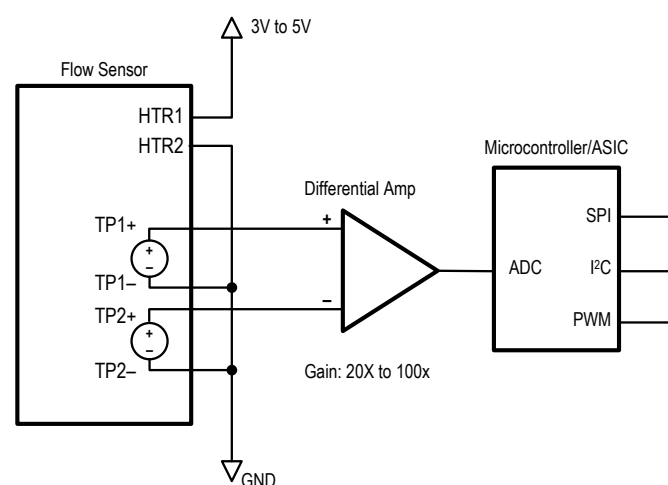 3V to 5V
Flow Sensor
HTR1
HTR2
TP1+
+
–
TP1–
TP2+
+
–
TP2–
Differential Amp
+
–
Gain: 20X to 100x
Microcontroller/ASIC
ADC
SPI
I²C
PWM
GND